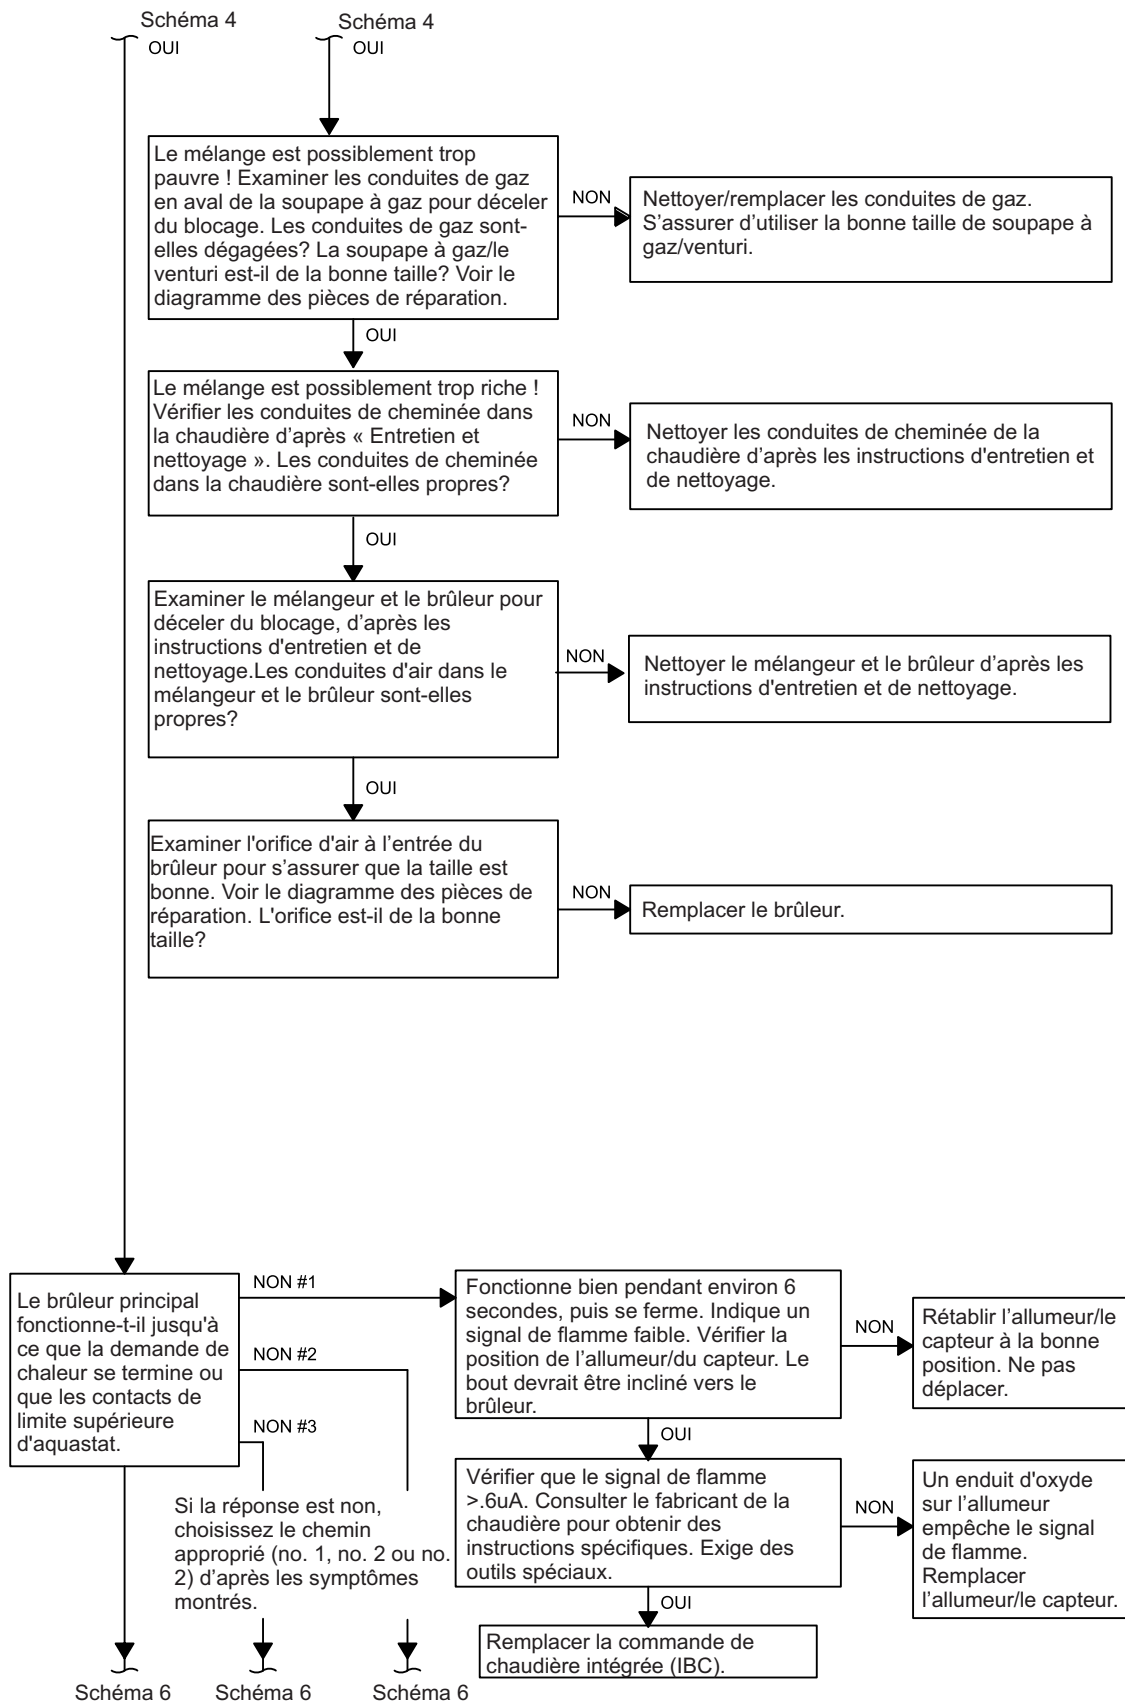 Schéma 4
OUI
Schéma 4
OUI
Le mélange est possiblement trop
pauvre ! Examiner les conduites de gaz
en aval de la soupape à gaz pour déceler
du blocage. Les conduites de gaz sont-
elles dégagées? La soupape à gaz/le
venturi est-il de la bonne taille? Voir le
diagramme des pièces de réparation.
NON
Nettoyer/remplacer les conduites de gaz.
S’assurer d’utiliser la bonne taille de soupape à
gaz/venturi.
OUI
Le mélange est possiblement trop riche !
Vérifier les conduites de cheminée dans
la chaudière d’après « Entretien et
nettoyage ». Les conduites de cheminée
dans la chaudière sont-elles propres?
NON
Nettoyer les conduites de cheminée de la
chaudière d’après les instructions d'entretien et
de nettoyage.
OUI
Examiner le mélangeur et le brûleur pour
déceler du blocage, d’après les
instructions d'entretien et de
nettoyage.Les conduites d'air dans le
mélangeur et le brûleur sont-elles
propres?
NON
Nettoyer le mélangeur et le brûleur d’après les
instructions d'entretien et de nettoyage.
OUI
Examiner l'orifice d'air à l’entrée du
brûleur pour s’assurer que la taille est
bonne. Voir le diagramme des pièces de
réparation. L'orifice est-il de la bonne
taille?
NON
Remplacer le brûleur.
Le brûleur principal
fonctionne-t-il jusqu'à
ce que la demande de
chaleur se termine ou
que les contacts de
limite supérieure
d'aquastat.
NON #1
NON #2
NON #3
Fonctionne bien pendant environ 6
secondes, puis se ferme. Indique un
signal de flamme faible. Vérifier la
position de l’allumeur/du capteur. Le
bout devrait être incliné vers le
brûleur.
NON
Rétablir l’allumeur/le
capteur à la bonne
position. Ne pas
déplacer.
OUI
Vérifier que le signal de flamme
>.6uA. Consulter le fabricant de la
chaudière pour obtenir des
instructions spécifiques. Exige des
outils spéciaux.
NON
Un enduit d'oxyde
sur l’allumeur
empêche le signal
de flamme.
Remplacer
l’allumeur/le capteur.
Si la réponse est non,
choisissez le chemin
approprié (no. 1, no. 2 ou no.
2) d’après les symptômes
montrés.
OUI
Remplacer la commande de
chaudière intégrée (IBC).
Schéma 6
Schéma 6
Schéma 6